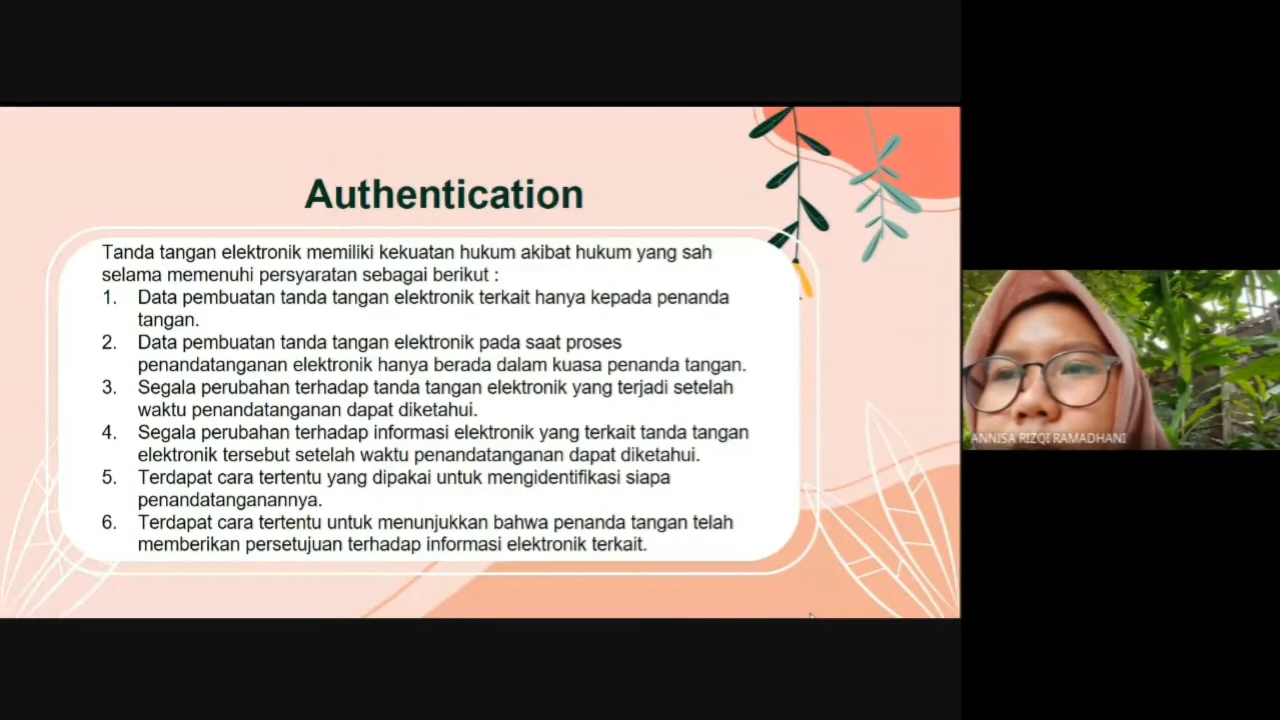 Authentication
Tanda tangan elektronik memiliki kekuatan hukum akibat hukum yang sah
selama memenuhi persyaratan sebagai berikut :
1. Data pembuatan tanda tangan elektronik terkait hanya kepada penanda
tangan.
2. Data pembuatan tanda tangan elektronik pada saat proses
penandatanganan elektronik hanya berada dalam kuasa penanda tangan.
3. Segala perubahan terhadap tanda tangan elektronik yang terjadi setelah
waktu penandatanganan dapat diketahui.
4. Segala perubahan terhadap informasi elektronik yang terkait tanda tangan
elektronik tersebut setelah waktu penandatanganan dapat diketahui.
5. Terdapat cara tertentu yang dipakai untuk mengidentifikasi siapa
penandatanganannya.
6. Terdapat cara tertentu untuk menunjukkan bahwa penanda tangan telah
memberikan persetujuan terhadap informasi elektronik terkait.
ANNISA RIZQI RAMADHANI